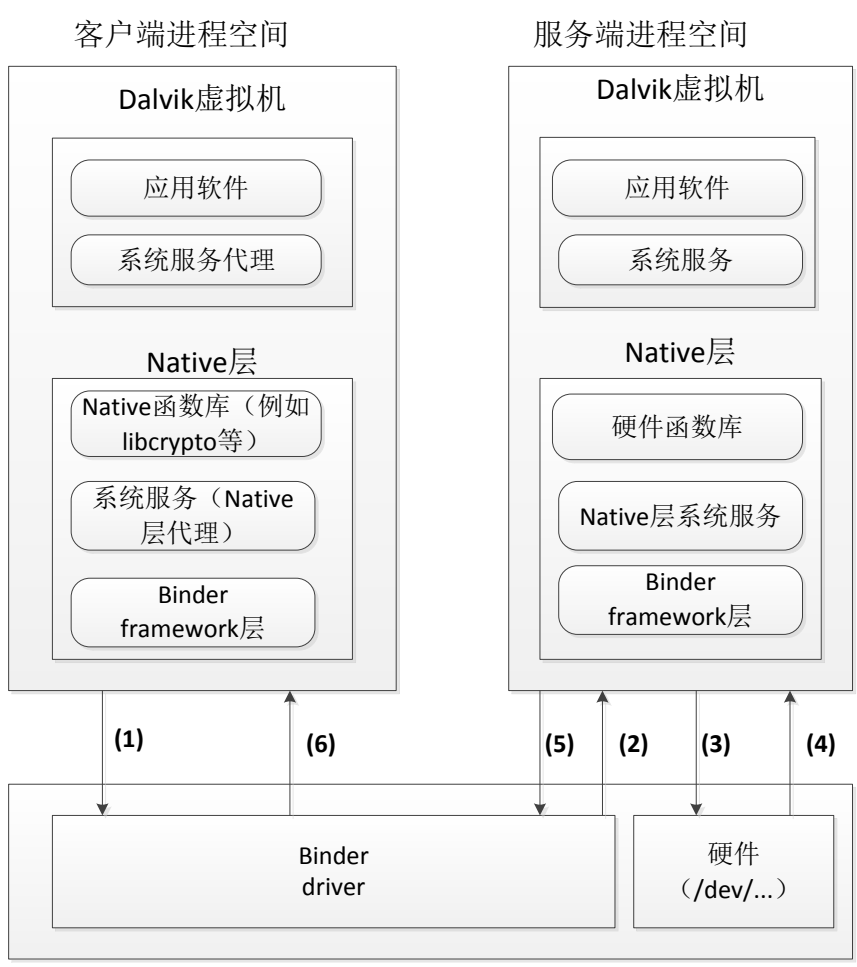 客户端进程空间
服务端进程空间
Dalvik虚拟机
应用软件
系统服务代理
Native层
Native函数库（例如
libcrypto等）
系统服务（Native
层代理）
Binder
framework层
Dalvik虚拟机
应用软件
系统服务
Native层
硬件函数库
Native层系统服务
Binder
framework层
(1)
(6)
(5)
(2)
(3)
(4)
Binder
driver
硬件
（/dev/...）